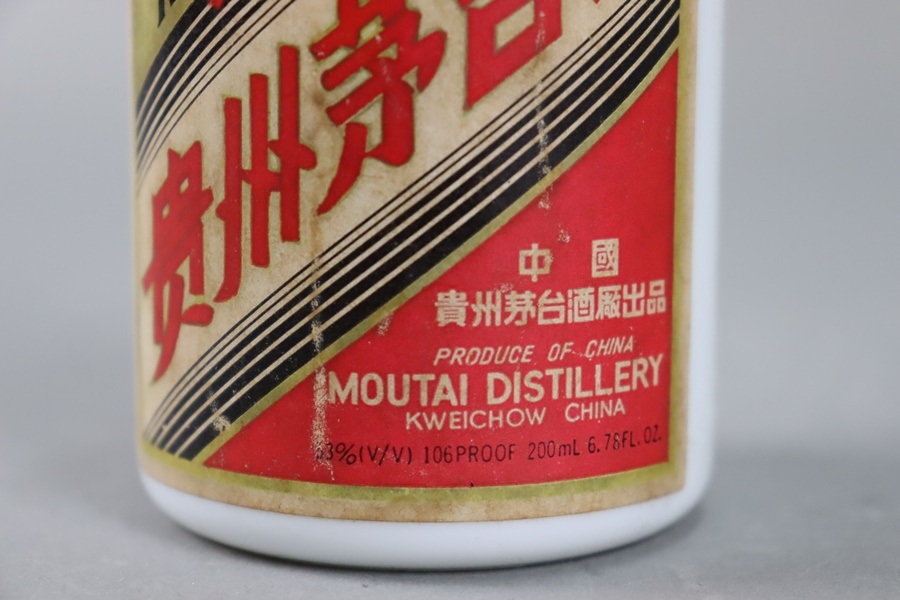 贵州茅台
中國
貴州茅台酒廠出品
PRODUCE OF CHINA
MOUTAI DISTILLERY
KWEICHOW CHINA
53%(V/V) 106PROOF 200mL 6.76FL.OZ.